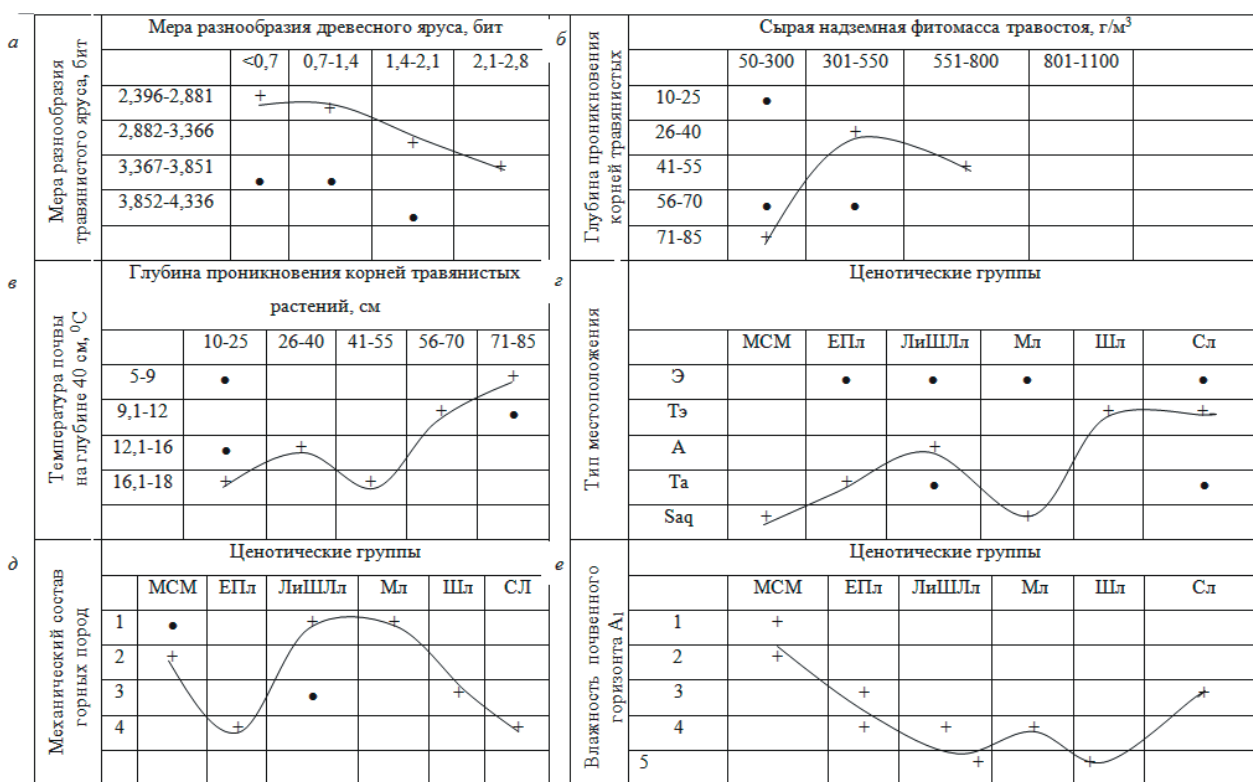 а
Мера разнообразия травянистого яруса, бит
Мера разнообразия древесного яруса, бит
<0,7 0,7-1,4 1,4-2,1 2,1-2,8
2,396-2,881 +
+
2,882-3,366
+
3,367-3,851 +
● ●
3,852-4,336
●
б
Глубина проникновения корней травянистых
Сырая надземная фитомасса травостоя, г/м³
50-300 301-550 551-800 801-1100
10-25 ●
26-40 +
41-55 +
56-70 ● ●
71-85 +
в
Температура почвы на глубине 40 см, ⁰С
Глубина проникновения корней травянистых
растений, см
10-25 26-40 41-55 56-70 71-85
5-9 ● +
9,1-12 + ●
12,1-16 ● +
16,1-18 + +
г
Тип местоположения
Ценотические группы
МСМ ЕПл ЛиШЛл Мл Шл Сл
Э ● ● ● ●
Тэ + +
А +
Та + ● ●
Saq + +
д
Механический состав горных пород
Ценотические группы
МСМ ЕПл ЛиШЛл Мл Шл СЛ
1 ● + +
2 +
3 ● +
4 + +
е
Влажность почвенного горизонта А₁
Ценотические группы
МСМ ЕПл ЛиШЛл Мл Шл Сл
1 +
2 +
3 + +
4 + + +
5 + +